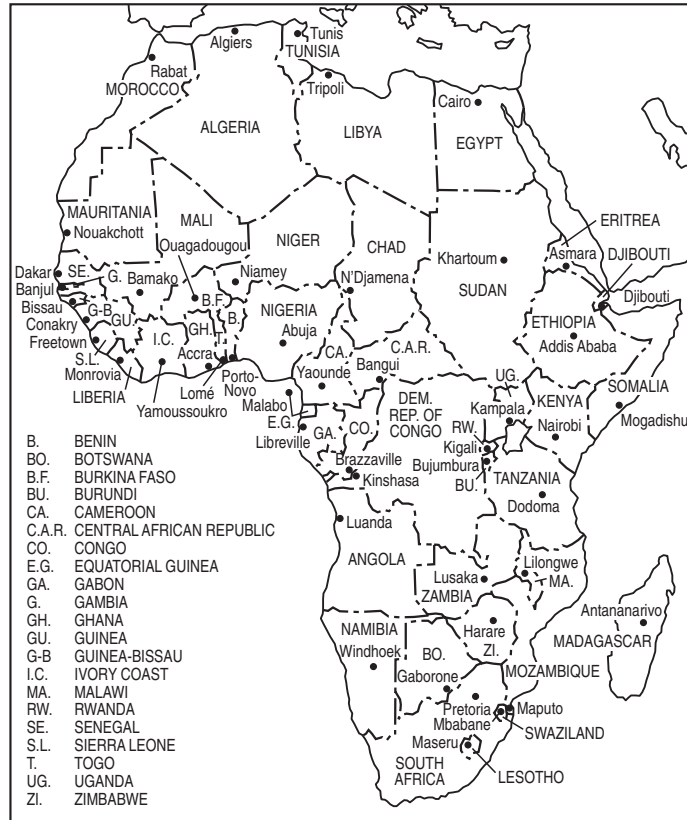 Algiers
Tunis
TUNISIA
Rabat
MOROCCO
Tripoli
Cairo
ALGERIA
LIBYA
EGYPT
MAURITANIA
Nouakchott
MALI
Ouagadougou
NIGER
CHAD
ERITREA
Khartoum
Asmara
DJIBOUTI
Dakar
SE.
Banjul
G.
Bamako
Niamey
N'Djamena
SUDAN
Djibouti
Bissau
G-B
GU.
B.F.
B.
NIGERIA
ETHIOPIA
Conakry
I.C.
GH.
T.
Abuja
Addis Ababa
Freetown
S.L.
Accra
CA.
C.A.R.
Monrovia
Lomé
Porto-
Novo
Yaounde
Bangui
UG.
SOMALIA
LIBERIA
Yamoussoukro
Malabo
DEM.
REP. OF
CONGO
Kampala
KENYA
Mogadishu
E.G.
GA.
CO.
RW.
Nairobi
Libreville
Kigali
Brazzaville
Bujumbura
Kinshasa
BU.
TANZANIA
Dodoma
Luanda
ANGOLA
Lilongwe
Lusaka
MA.
ZAMBIA
Antananarivo
NAMIBIA
Harare
MADAGASCAR
Windhoek
BO.
ZI.
MOZAMBIQUE
Gaborone
Pretoria
Maputo
Mbabane
SWAZILAND
Maseru
SOUTH
AFRICA
LESOTHO
B. BENIN
BO. BOTSWANA
B.F. BURKINA FASO
BU. BURUNDI
CA. CAMEROON
C.A.R. CENTRAL AFRICAN REPUBLIC
CO. CONGO
E.G. EQUATORIAL GUINEA
GA. GABON
G. GAMBIA
GH. GHANA
GU. GUINEA
G-B GUINEA-BISSAU
I.C. IVORY COAST
MA. MALAWI
RW. RWANDA
SE. SENEGAL
S.L. SIERRA LEONE
T. TOGO
UG. UGANDA
ZI. ZIMBABWE